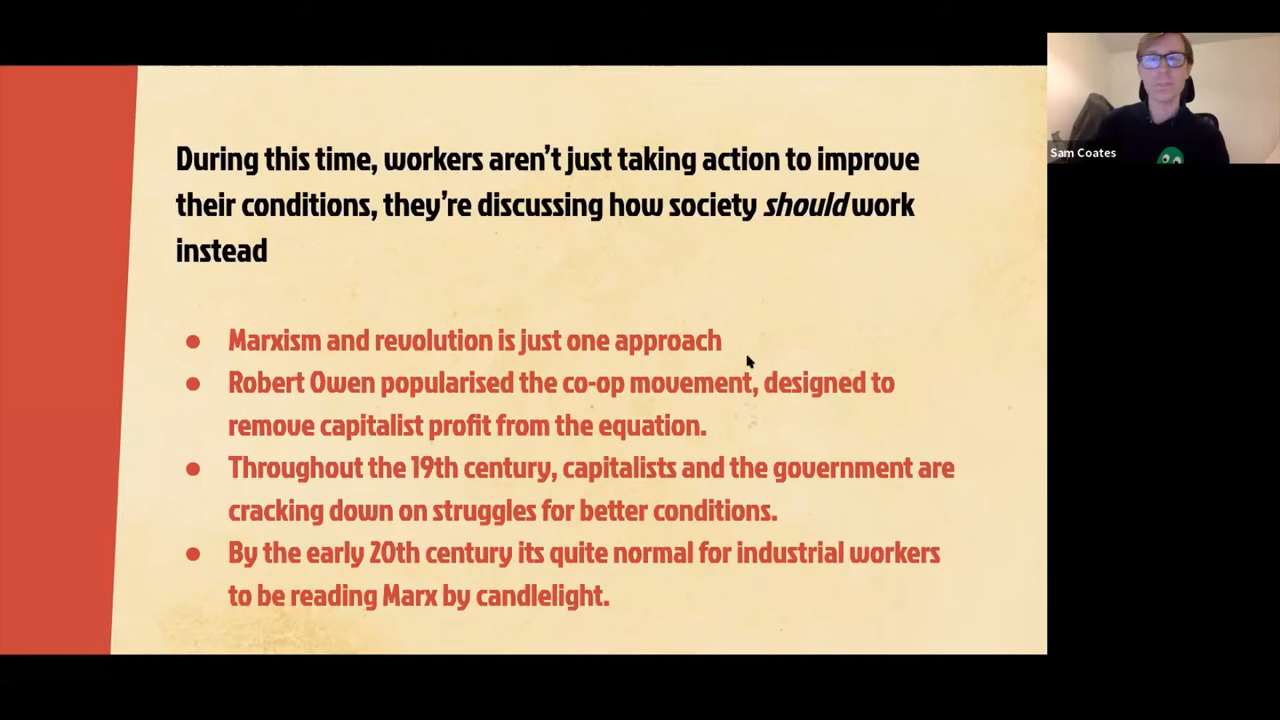 During this time, workers aren't just taking action to improve
their conditions, they're discussing how society should work
instead
● Marxism and revolution is just one approach
● Robert Owen popularised the co-op movement, designed to
remove capitalist profit from the equation.
● Throughout the 19th century, capitalists and the government are
cracking down on struggles for better conditions.
● By the early 20th century its quite normal for industrial workers
to be reading Marx by candlelight.
Sam Coates